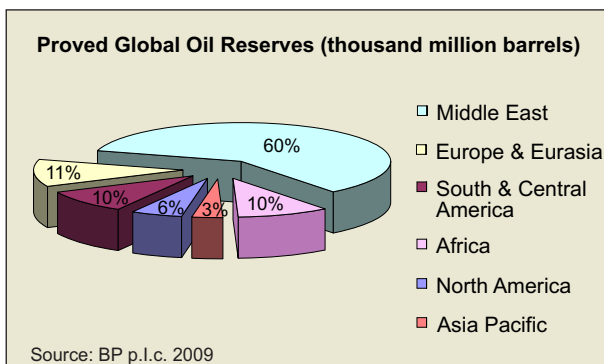 Proved Global Oil Reserves (thousand million barrels)
60%
11%
10%
6%
3%
10%
Middle East
Europe & Eurasia
South & Central
America
Africa
North America
Asia Pacific
Source: BP p.l.c. 2009